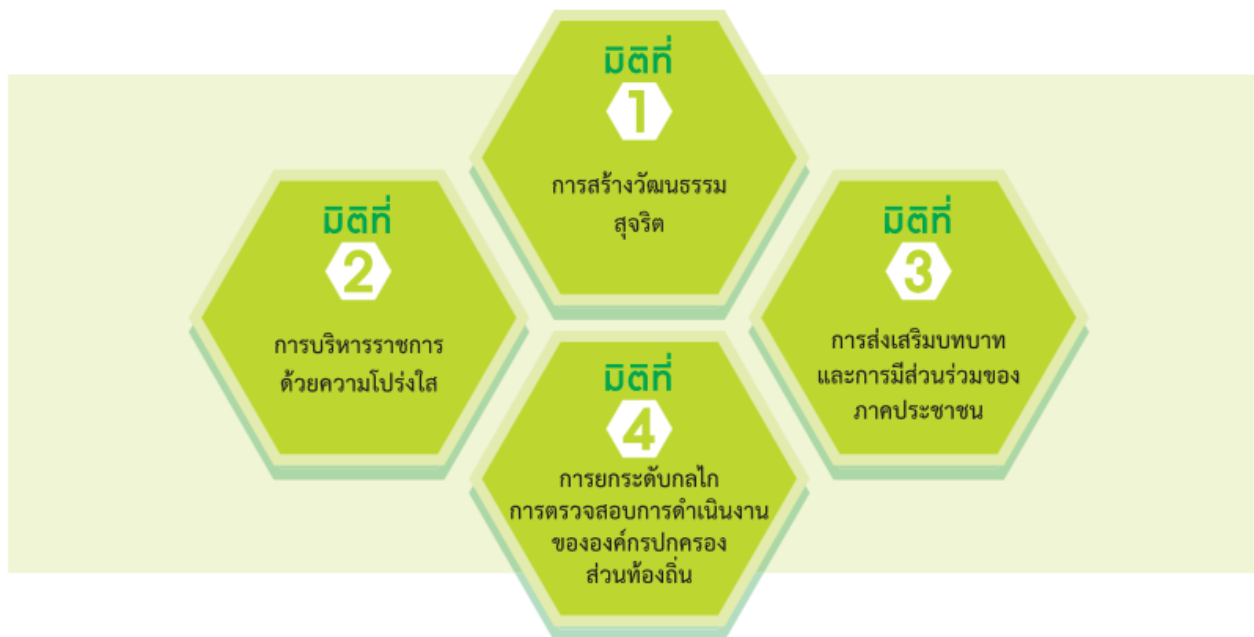 มิติที่
1
การสร้างวัฒนธรรม
สุจริต
มิติที่
2
การบริหารราชการ
ด้วยความโปร่งใส
มิติที่
3
การส่งเสริมบทบาท
และการมีส่วนร่วมของ
ภาคประชาชน
มิติที่
4
การยกระดับกลไก
การตรวจสอบการดำเนินงาน
ขององค์กรปกครอง
ส่วนท้องถิ่น